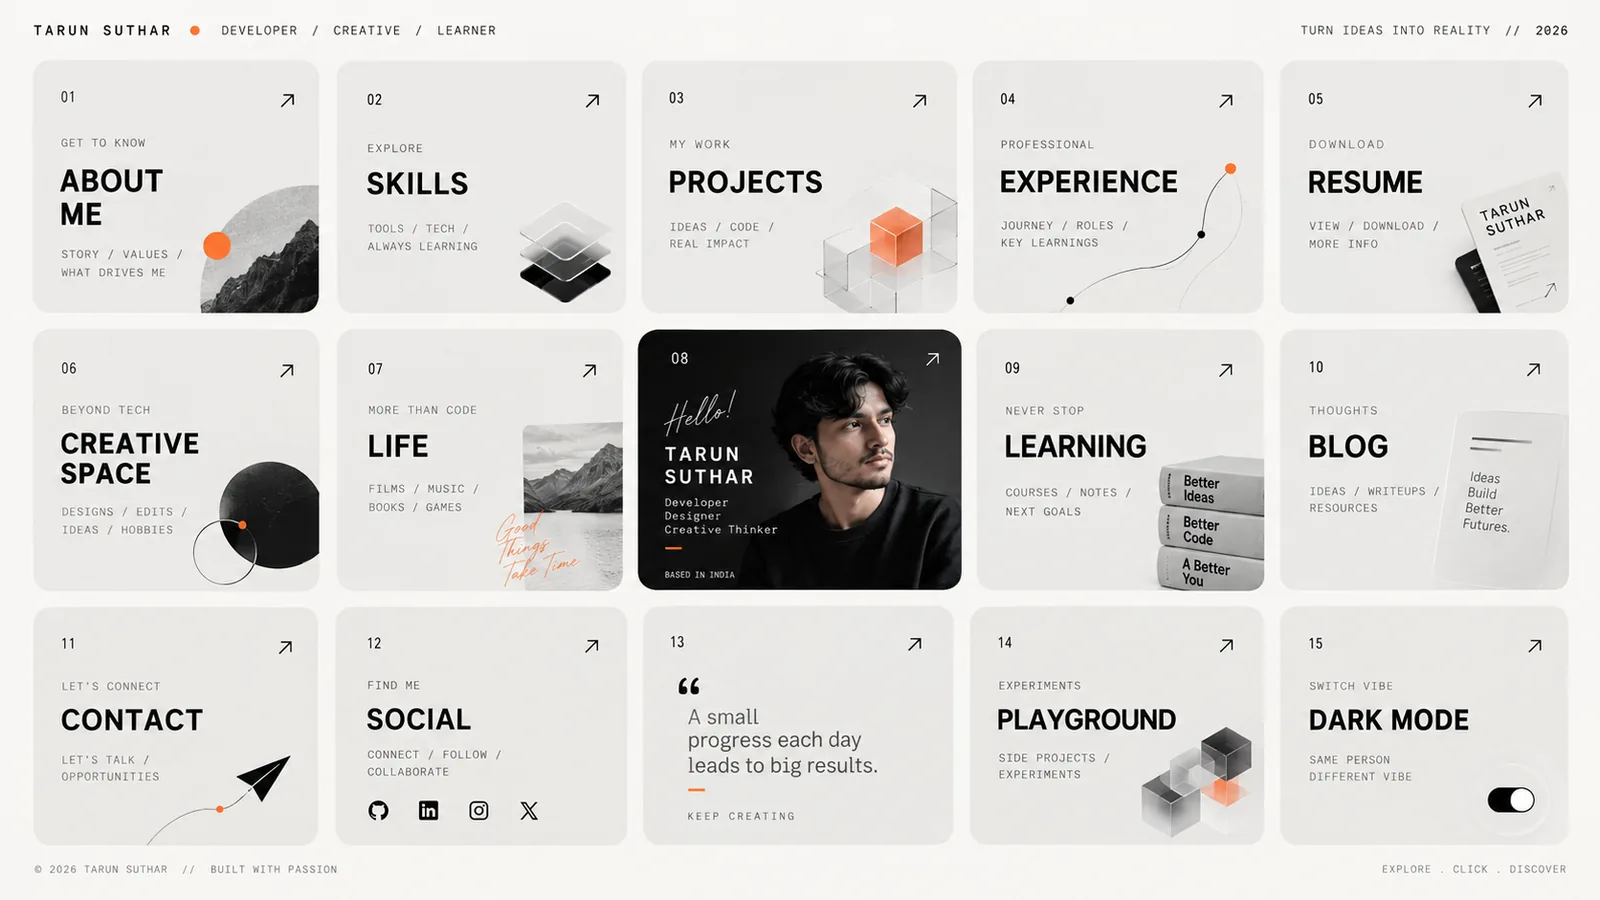 TARUN SUTHAR
DEVELOPER / CREATIVE / LEARNER
TURN IDEAS INTO REALITY // 2026
01
GET TO KNOW
ABOUT
ME
STORY / VALUES /
WHAT DRIVES ME
02
EXPLORE
SKILLS
TOOLS / TECH /
ALWAYS LEARNING
03
MY WORK
PROJECTS
IDEAS / CODE /
REAL IMPACT
04
PROFESSIONAL
EXPERIENCE
JOURNEY / ROLES /
KEY LEARNINGS
05
DOWNLOAD
RESUME
VIEW / DOWNLOAD /
MORE INFO
TARUN
SUTHAR
06
BEYOND TECH
CREATIVE
SPACE
DESIGNS / EDITS /
IDEAS / HOBBIES
07
MORE THAN CODE
LIFE
FILMS / MUSIC /
BOOKS / GAMES
Good
Things
Take Time
08
Hello!
TARUN
SUTHAR
Developer
Designer
Creative Thinker
BASED IN INDIA
09
NEVER STOP
LEARNING
COURSES / NOTES /
NEXT GOALS
Better
Ideas
Better
Code
A Better
You
10
THOUGHTS
BLOG
IDEAS / WRITEUPS /
RESOURCES
Ideas
Build
Better
Futures.
11
LET'S CONNECT
CONTACT
LET'S TALK /
OPPORTUNITIES
12
FIND ME
SOCIAL
CONNECT / FOLLOW /
COLLABORATE
in
X
13
“
A small
progress each day
leads to big results.
KEEP CREATING
14
EXPERIMENTS
PLAYGROUND
SIDE PROJECTS /
EXPERIMENTS
15
SWITCH VIBE
DARK MODE
SAME PERSON
DIFFERENT VIBE
© 2026 TARUN SUTHAR // BUILT WITH PASSION
EXPLORE . CLICK . DISCOVER